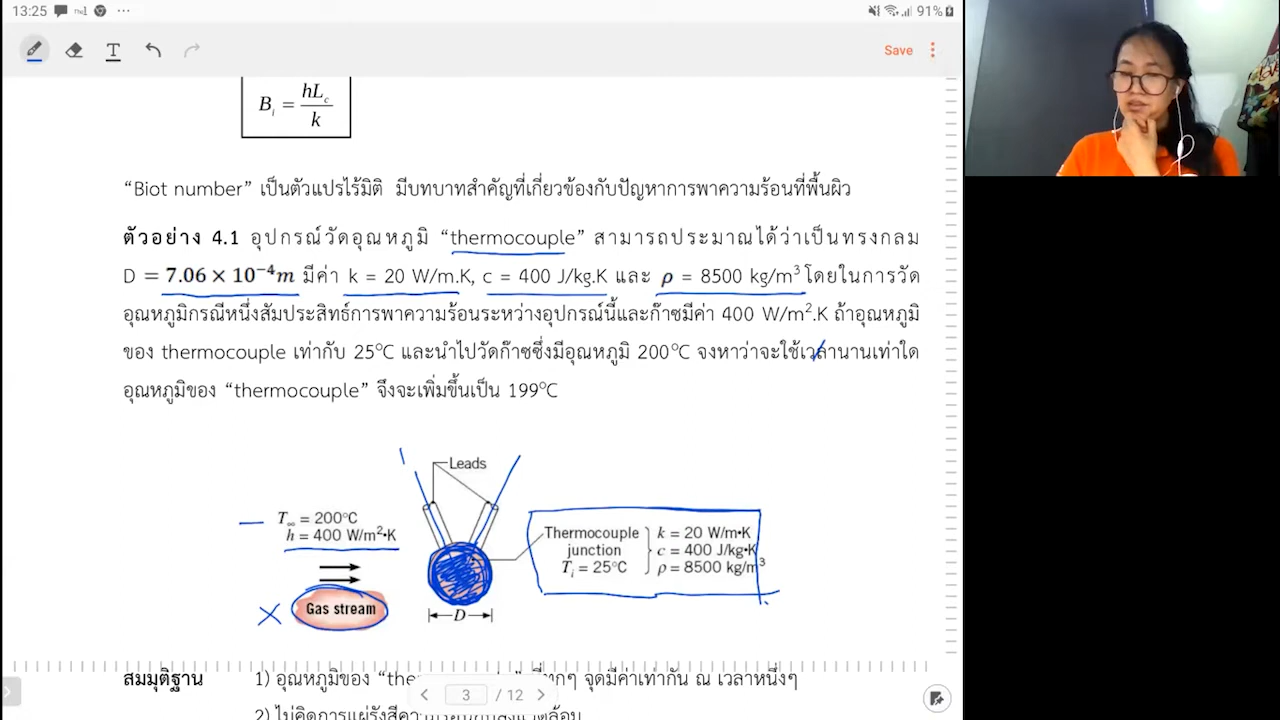 13:25
91%
Save
B_i = hL_c / k
“Biot number” เป็นตัวแปรไร้มิติ มีบทบาทสำคัญที่เกี่ยวข้องกับปัญหาการพาความร้อนที่พื้นผิว
ตัวอย่าง 4.1 อุปกรณ์วัดอุณหภูมิ “thermocouple” สามารถประมาณได้ว่าเป็นทรงกลม
D = 7.06 × 10⁻⁴m มีค่า k = 20 W/m.K, c = 400 J/kg.K และ ρ = 8500 kg/m³ โดยในการวัด
อุณหภูมิกรณีหนึ่งสัมประสิทธ์การพาความร้อนระหว่างอุปกรณ์นี้และก๊าซมีค่า 400 W/m².K ถ้าอุณหภูมิ
ของ thermocouple เท่ากับ 25°C และนำไปวัดก๊าซซึ่งมีอุณหภูมิ 200°C จงหาว่าจะใช้เวลานานเท่าใด
อุณหภูมิของ “thermocouple” จึงจะเพิ่มขึ้นเป็น 199°C
Leads
T∞ = 200°C
h = 400 W/m²•K
Gas stream
D
Thermocouple
junction
T_i = 25°C
k = 20 W/m•K
c = 400 J/kg•K
ρ = 8500 kg/m³
สมมุติฐาน 1) อุณหภูมิของ ทุกๆ จุดมีค่าเท่ากัน ณ เวลาหนึ่งๆ
3 / 12